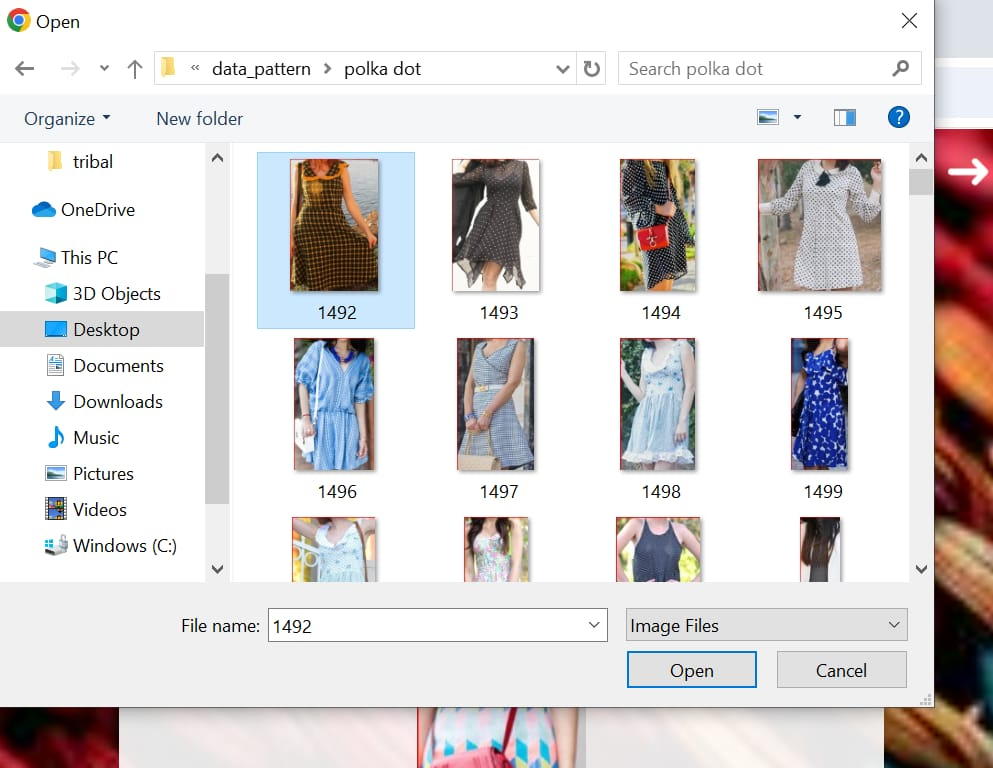 Open
« data_pattern > polka dot
Search polka dot
Organize
New folder
?
tribal
OneDrive
This PC
3D Objects
Desktop
Documents
Downloads
Music
Pictures
Videos
Windows (C:)
1492
1493
1494
1495
1496
1497
1498
1499
File name:
1492
Image Files
Open
Cancel